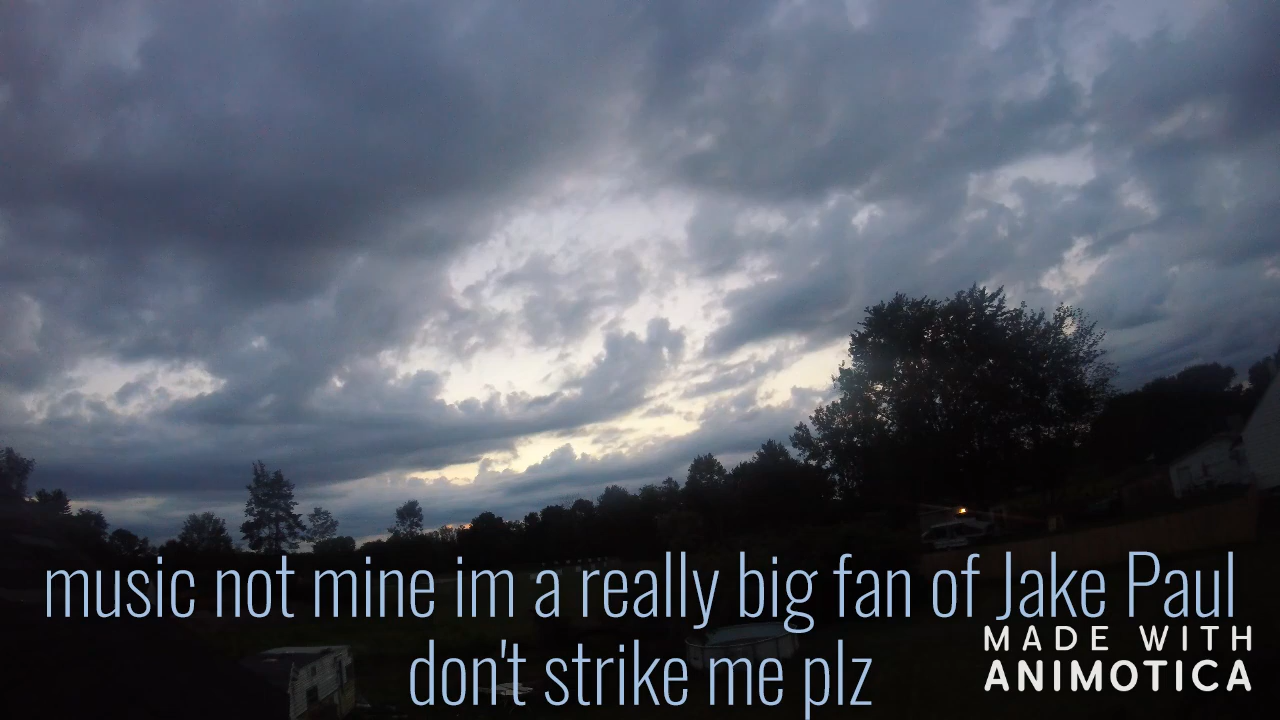 music not mine im a really big fan of Jake Paul
don't strike me plz
MADE WITH
ANIMOTICA